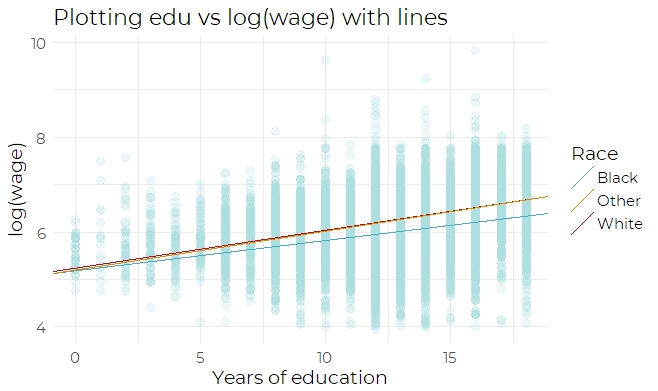 Plotting edu vs log(wage) with lines
10
8
6
4
log(wage)
0 5 10 15
Years of education
Race
Black
Other
White